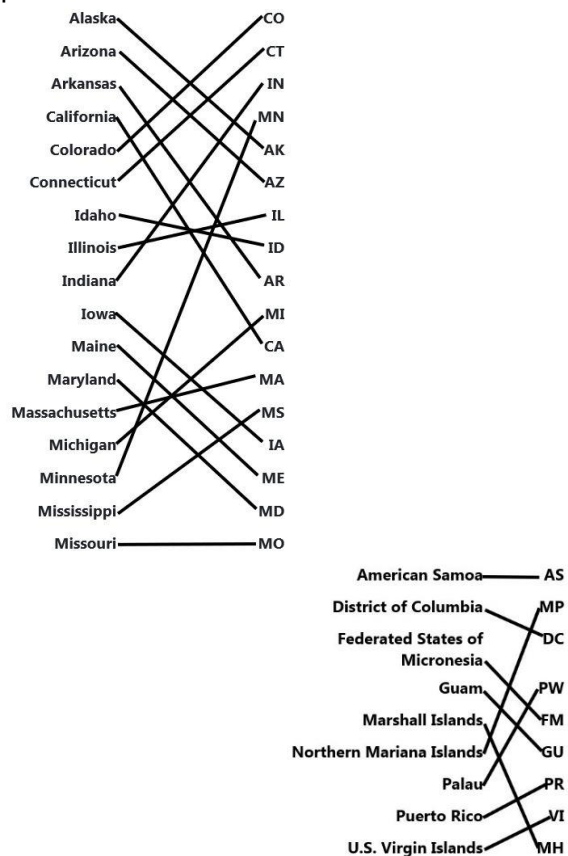 Alaska CO
Arizona CT
Arkansas IN
California MN
Colorado AK
Connecticut AZ
Idaho IL
Illinois ID
Indiana AR
Iowa MI
Maine CA
Maryland MA
Massachusetts MS
Michigan IA
Minnesota ME
Mississippi MD
Missouri MO
American Samoa AS
District of Columbia MP
Federated States of DC
Micronesia
Guam PW
Marshall Islands FM
Northern Mariana Islands GU
Palau PR
Puerto Rico VI
U.S. Virgin Islands MH